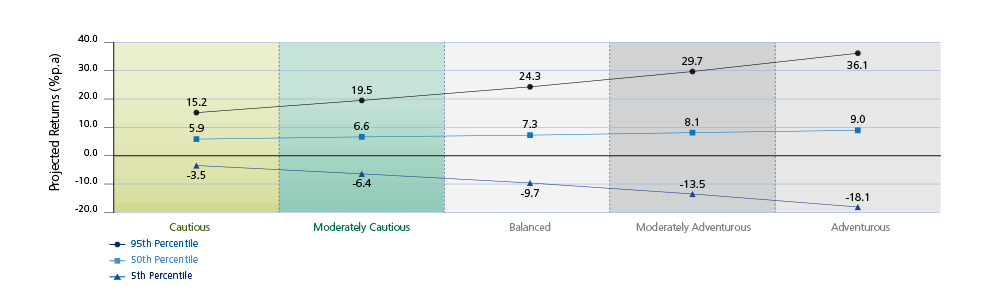 Projected Returns (%p.a)
40.0
30.0
20.0
10.0
0.0
-10.0
-20.0
15.2 19.5 24.3 29.7 36.1
5.9 6.6 7.3 8.1 9.0
-3.5 -6.4 -9.7 -13.5 -18.1
Cautious Moderately Cautious Balanced Moderately Adventurous Adventurous
95th Percentile
50th Percentile
5th Percentile